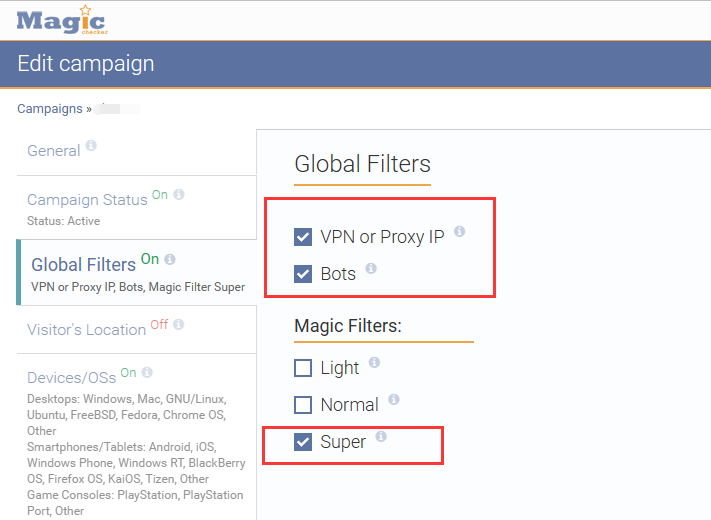 Magic
checker
Edit campaign
Campaigns »
General
Campaign Status On
Status: Active
Global Filters On
VPN or Proxy IP, Bots, Magic Filter Super
Visitor's Location Off
Devices/OSs On
Desktops: Windows, Mac, GNU/Linux,
Ubuntu, FreeBSD, Fedora, Chrome OS,
Other
Smartphones/Tablets: Android, iOS,
Windows Phone, Windows RT, BlackBerry
OS, Firefox OS, KaiOS, Tizen, Other
Game Consoles: PlayStation, PlayStation
Port, Other
Global Filters
VPN or Proxy IP
Bots
Magic Filters:
Light
Normal
Super